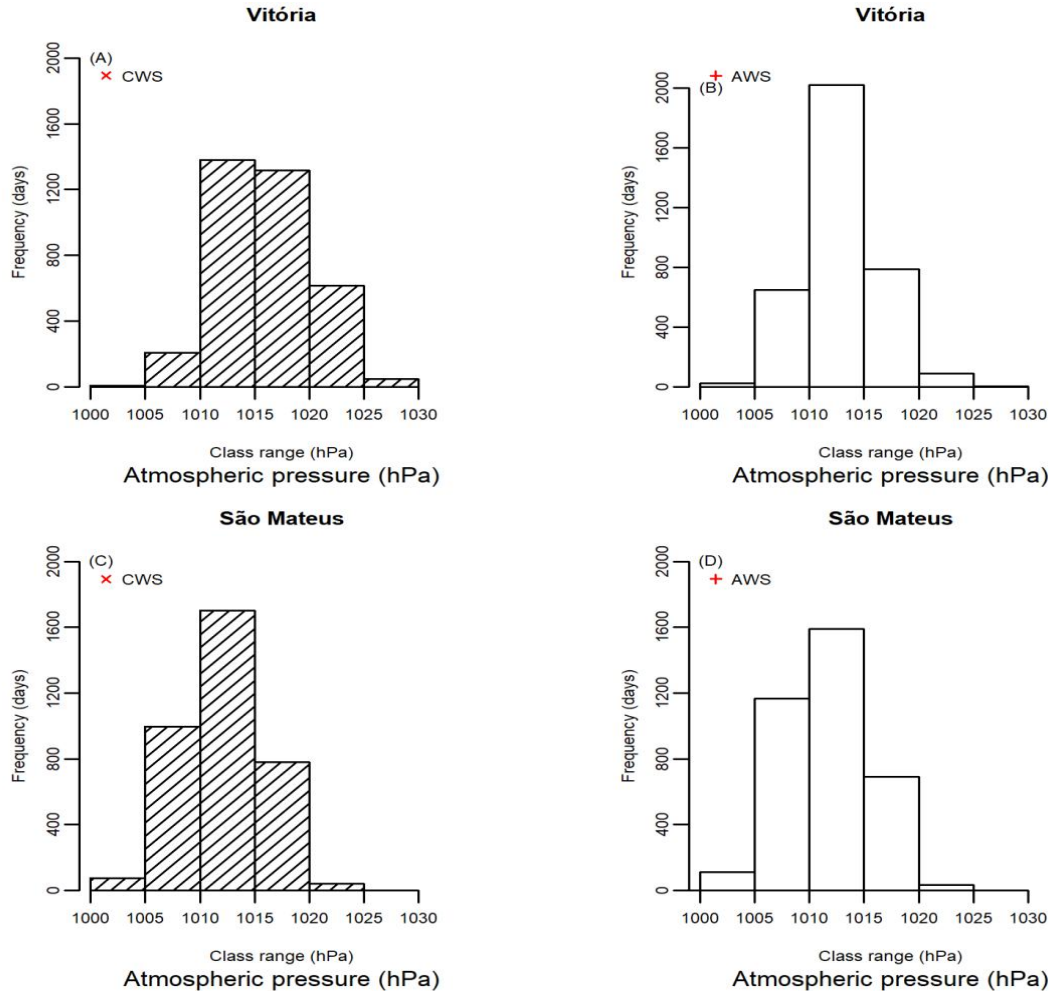 Vitória
(A)
CWS
Frequency (days)
0 400 800 1200 1600 2000
1000 1005 1010 1015 1020 1025 1030
Class range (hPa)
Atmospheric pressure (hPa)
Vitória
AWS
(B)
Frequency (days)
0 400 800 1200 1600 2000
1000 1005 1010 1015 1020 1025 1030
Class range (hPa)
Atmospheric pressure (hPa)
São Mateus
(C)
CWS
Frequency (days)
0 400 800 1200 1600 2000
1000 1005 1010 1015 1020 1025 1030
Class range (hPa)
Atmospheric pressure (hPa)
São Mateus
(D)
AWS
Frequency (days)
0 400 800 1200 1600 2000
1000 1005 1010 1015 1020 1025 1030
Class range (hPa)
Atmospheric pressure (hPa)